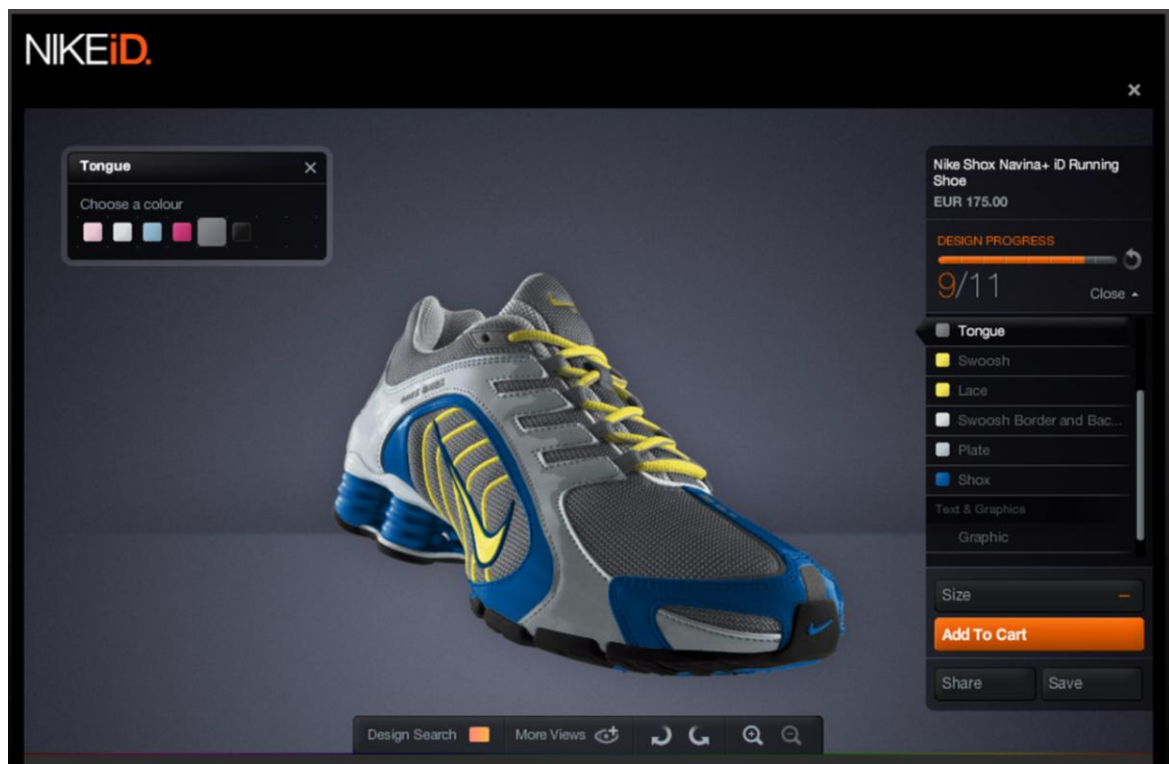 NIKEiD.
Tongue
Choose a colour
Nike Shox Navina+ iD Running
Shoe
EUR 175.00
DESIGN PROGRESS
9/11
Close
Tongue
Swoosh
Lace
Swoosh Border and Bac...
Plate
Shox
Text & Graphics
Graphic
Size
Add To Cart
Share
Save
Design Search
More Views